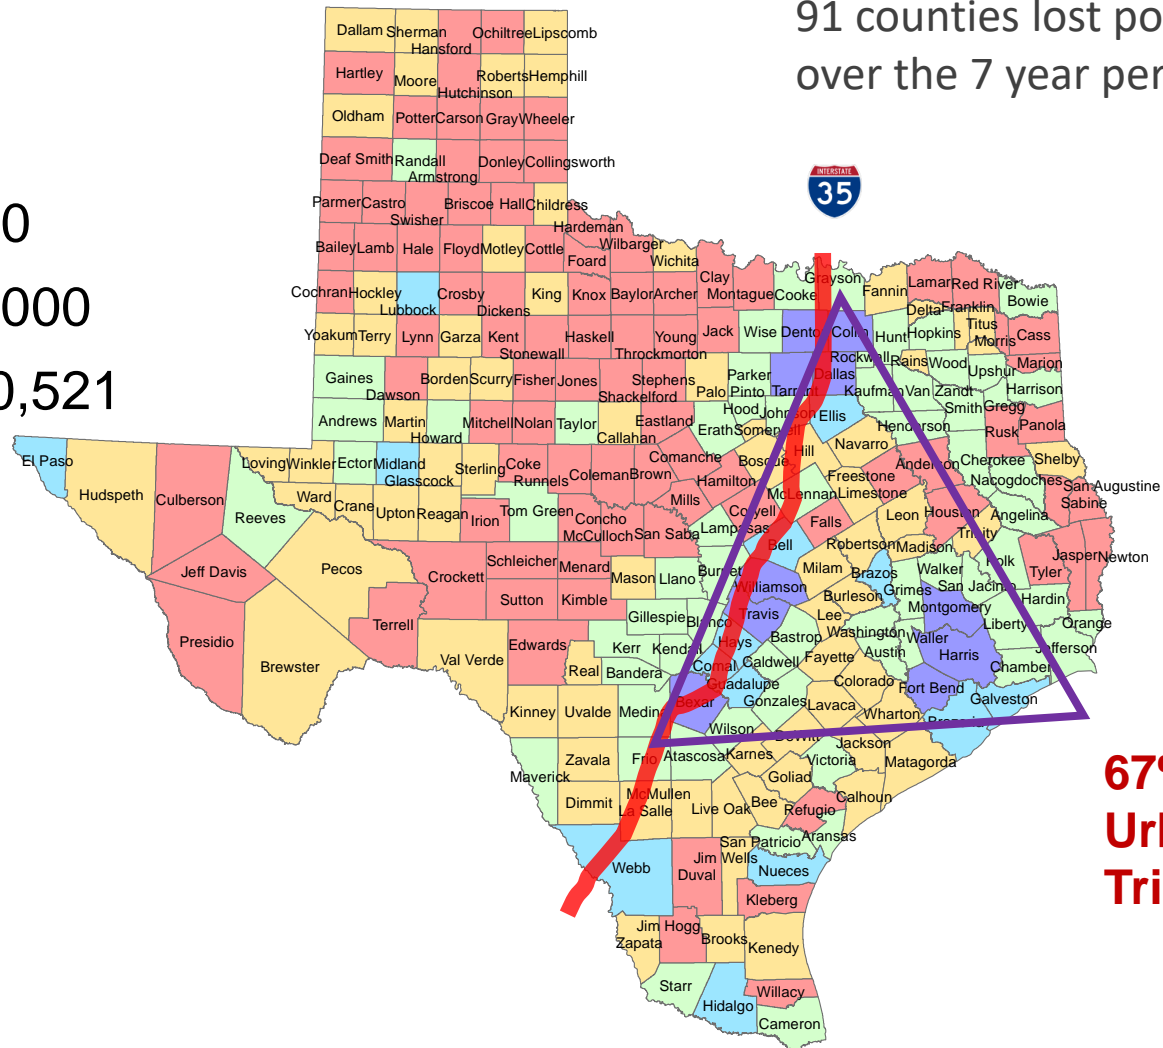 91 counties lost po
over the 7 year per
0
000
0,521
INTERSTATE
35
Dallam Sherman Ochiltree Lipscomb
Hansford
Hartley Moore Roberts Hemphill
Hutchinson
Oldham Potter Carson Gray Wheeler
Deaf Smith Randall Donley Collingsworth
Armstrong
Parmer Castro Briscoe Hall Childress
Swisher
Hardeman
Bailey Lamb Hale Floyd Motley Cottle Wilbarger
Foard Wichita
Clay
Cochran Hockley Crosby King Knox Baylor Archer Montague Cooke Grayson Fannin Lamar Red River
Lubbock Dickens Delta Franklin Bowie
Yoakum Terry Lynn Garza Kent Haskell Young Jack Wise Denton Collin Hunt Hopkins Titus Cass
Stonewall Throckmorton Morris
Rockwall Rains Wood Upshur Marion
Gaines Borden Scurry Fisher Jones Stephens Palo Parker Dallas
Dawson Shackelford Pinto Tarrant Kaufman Van Zandt Harrison
Andrews Martin Mitchell Nolan Taylor Eastland Hood Johnson Ellis Smith Gregg
Howard Callahan Erath Somervell Henderson Rusk Panola
El Paso Loving Winkler Ector Midland Sterling Coke Comanche Bosque Hill Navarro Anderson Cherokee Shelby
Glasscock Runnels Coleman Brown Hamilton Freestone Nacogdoches San Augustine
Hudspeth Culberson Ward Crane Upton Reagan Irion Tom Green Mills McLennan Limestone Sabine
Reeves Concho Coryell Falls Leon Houston Angelina
McCulloch San Saba Lampasas Trinity
Bell Robertson Madison Polk Jasper Newton
Jeff Davis Pecos Crockett Schleicher Menard Mason Llano Burnet Milam Brazos Walker Tyler
Sutton Kimble Williamson Burleson Grimes San Jacinto Hardin
Montgomery
Presidio Terrell Gillespie Blanco Travis Lee Washington Liberty Orange
Brewster Val Verde Edwards Kerr Kendall Hays Bastrop Austin Waller Harris Jefferson
Real Bandera Comal Caldwell Fayette Chambers
Guadalupe Colorado Fort Bend Galveston
Kinney Uvalde Medina Bexar Gonzales Lavaca Wharton Brazoria
Wilson DeWitt
Maverick Zavala Frio Atascosa Karnes Jackson Matagorda
Victoria
Dimmit McMullen Live Oak Bee Goliad Calhoun
La Salle Refugio
San Patricio Aransas
Webb Jim Wells Nueces
Duval
Kleberg
Jim Hogg Brooks Kenedy
Zapata
Starr Hidalgo Willacy
Cameron
67
Url
Tri